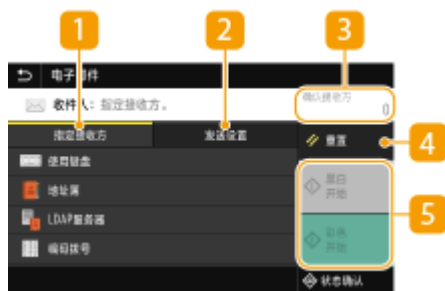 1
2
3
电子 件
收件人：指定接收方。
确认接收方
0
指定接收方
发送设置
重置
4
使用键盘
地址簿
LDAP服务器
编码拨号
黑白
开始
彩色
开始
5
状态确认